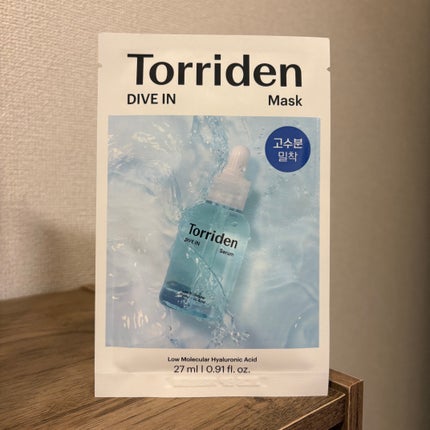 Torriden
DIVE IN Mask
고수분
밀착
Torriden
DIVE IN
Serum
Low Molecular Hyaluronic Acid
27 ml | 0.91 fl. oz.